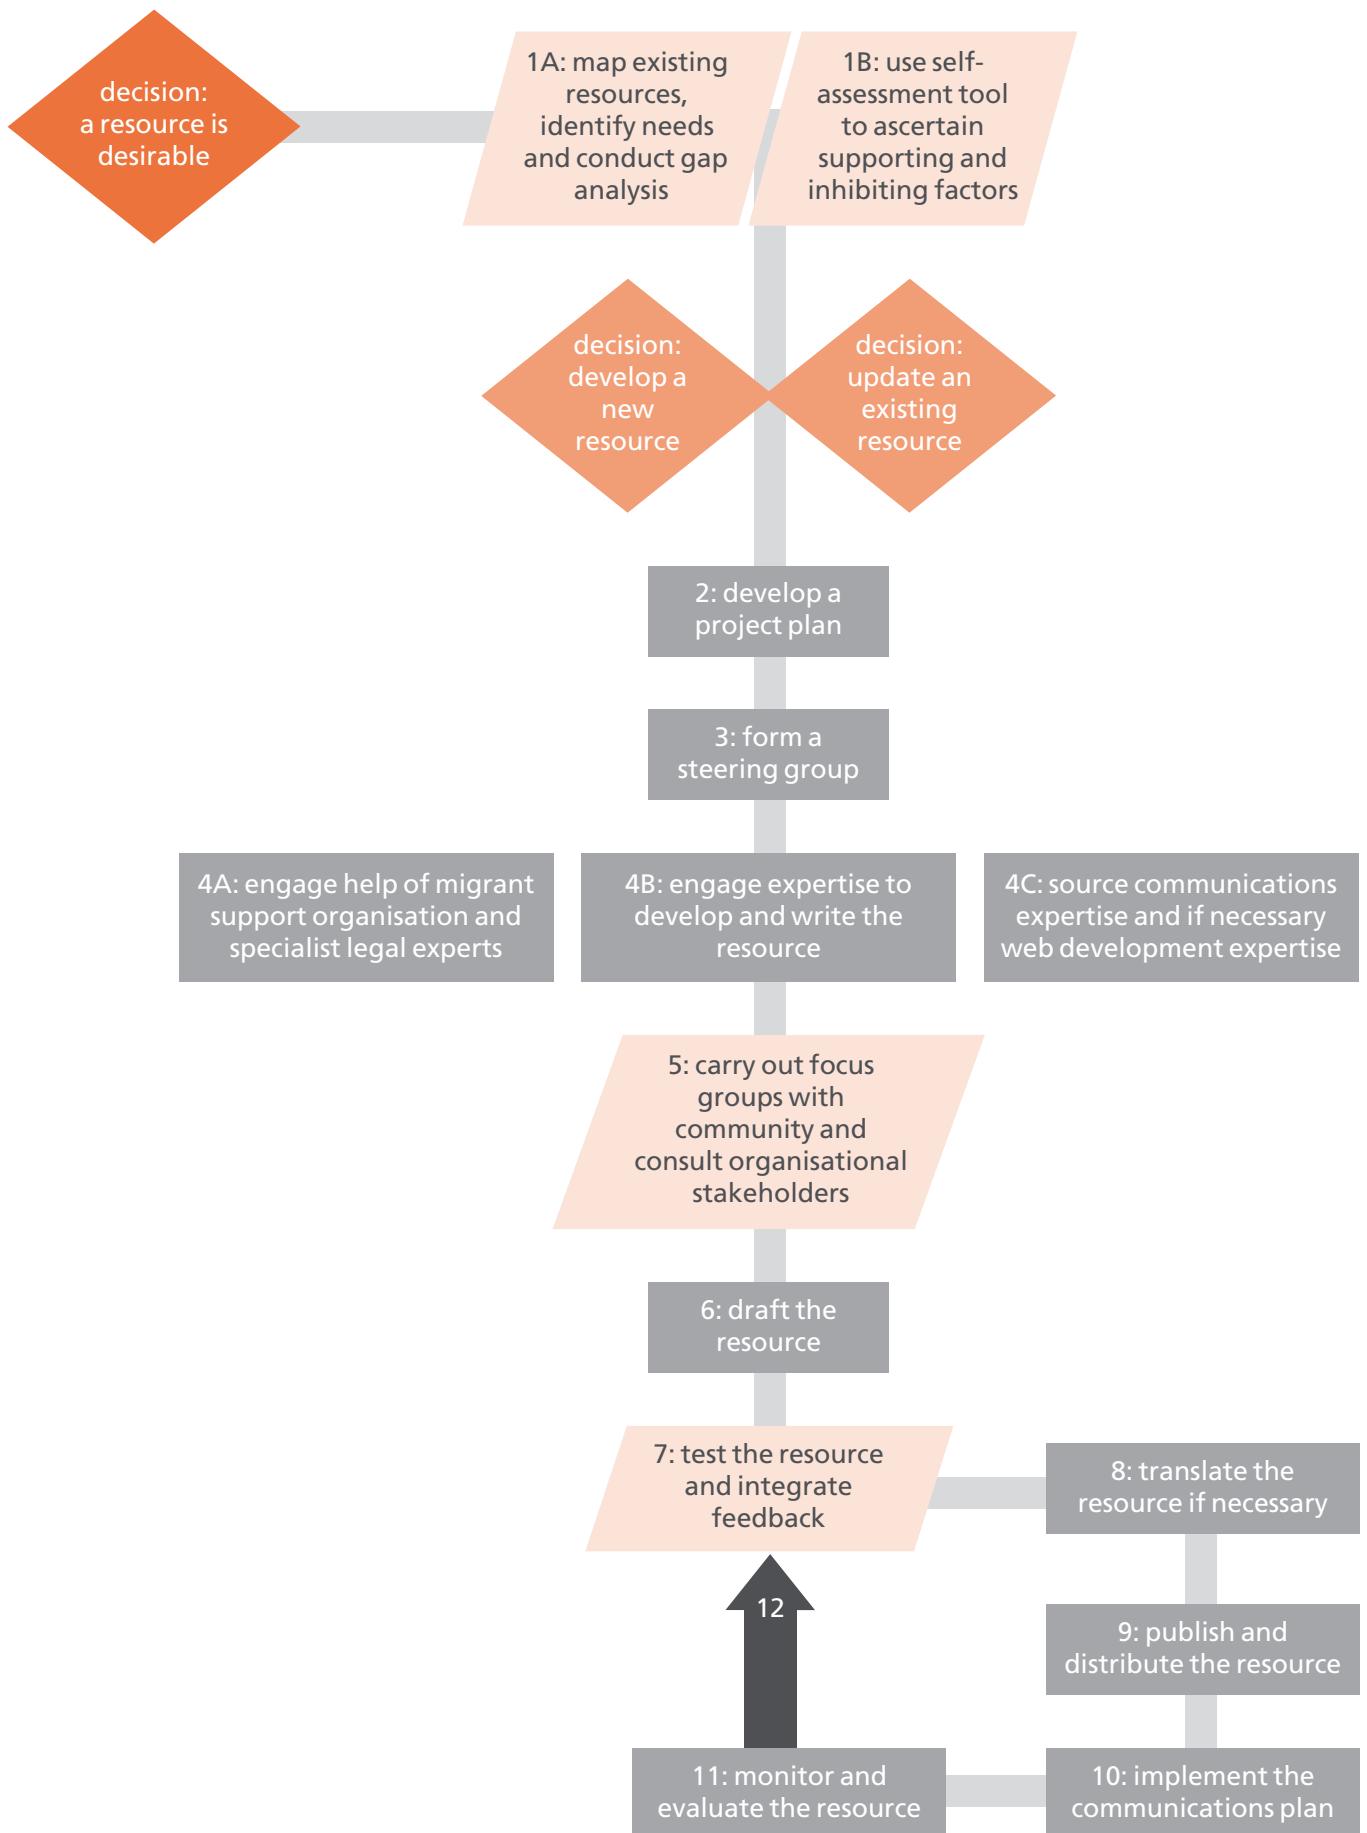 decision:
a resource is
desirable
1A: map existing
resources,
identify needs
and conduct gap
analysis
1B: use self-
assessment tool
to ascertain
supporting and
inhibiting factors
decision:
develop a
new
resource
decision:
update an
existing
resource
2: develop a
project plan
3: form a
steering group
4A: engage help of migrant
support organisation and
specialist legal experts
4B: engage expertise to
develop and write the
resource
4C: source communications
expertise and if necessary
web development expertise
5: carry out focus
groups with
community and
consult organisational
stakeholders
6: draft the
resource
7: test the resource
and integrate
feedback
8: translate the
resource if necessary
9: publish and
distribute the resource
10: implement the
communications plan
11: monitor and
evaluate the resource
12